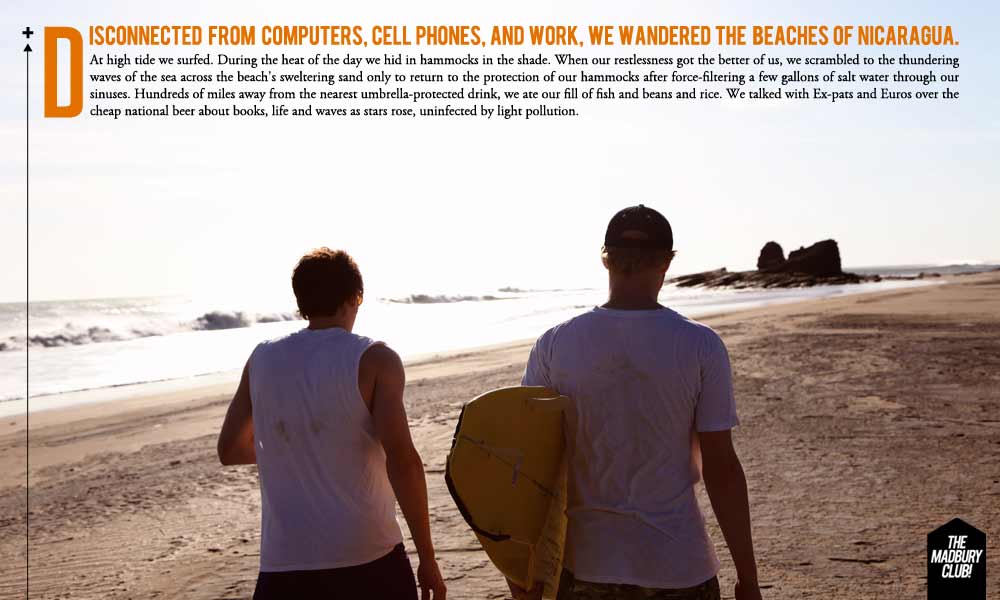 DISCONNECTED FROM COMPUTERS, CELL PHONES, AND WORK, WE WANDERED THE BEACHES OF NICARAGUA.
At high tide we surfed. During the heat of the day we hid in hammocks in the shade. When our restlessness got the better of us, we scrambled to the thundering
waves of the sea across the beach's sweltering sand only to return to the protection of our hammocks after force-filtering a few gallons of salt water through our
sinuses. Hundreds of miles away from the nearest umbrella-protected drink, we ate our fill of fish and beans and rice. We talked with Ex-pats and Euros over the
cheap national beer about books, life and waves as stars rose, uninfected by light pollution.
THE
MADBURY
CLUB!